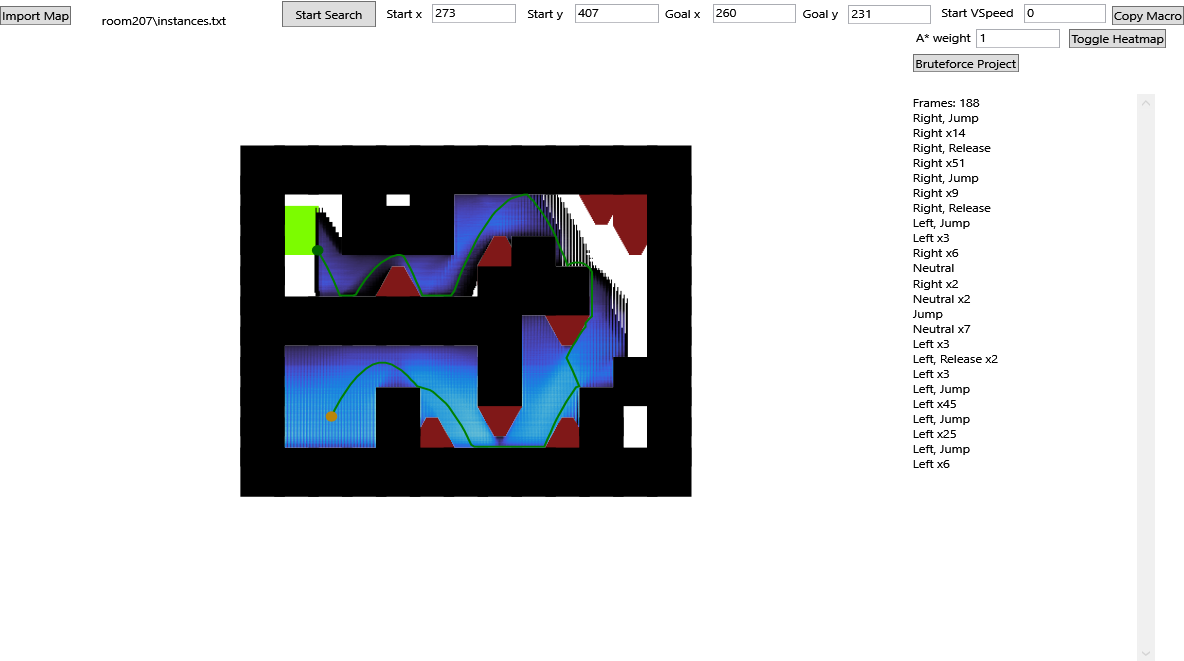 Import Map
room207\instances.txt
Start Search
Start x 273
Start y 407
Goal x 260
Goal y 231
Start VSpeed 0
Copy Macro
A* weight 1
Toggle Heatmap
Bruteforce Project
Frames: 188
Right, Jump
Right x14
Right, Release
Right x51
Right, Jump
Right x9
Right, Release
Left, Jump
Left x3
Right x6
Neutral
Right x2
Neutral x2
Jump
Neutral x7
Left x3
Left, Release x2
Left x3
Left, Jump
Left x45
Left, Jump
Left x25
Left, Jump
Left x6